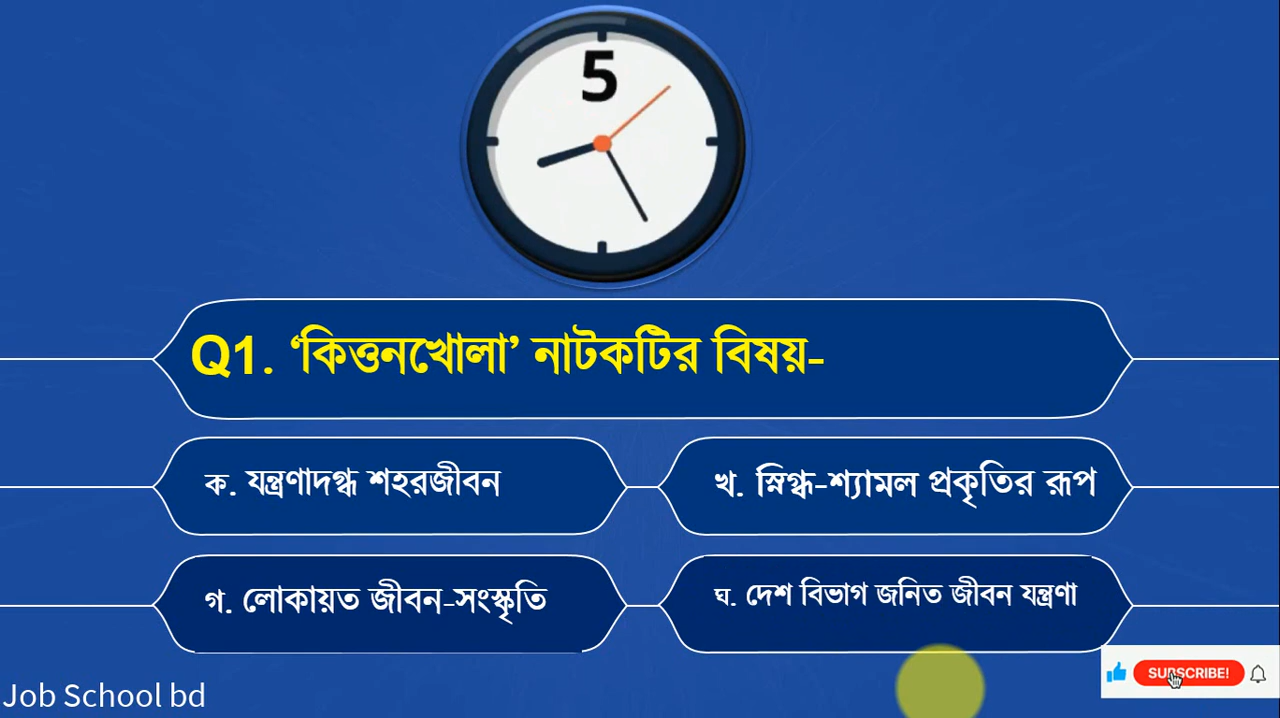 5
Q1. ‘কিত্তনখোলা’ নাটকটির বিষয়-
ক. যন্ত্রণাদগ্ধ শহরজীবন
খ. স্নিগ্ধ-শ্যামল প্রকৃতির রূপ
গ. লোকায়ত জীবন-সংস্কৃতি
ঘ. দেশ বিভাগ জনিত জীবন যন্ত্রণা
SUBSCRIBE!
Job School bd